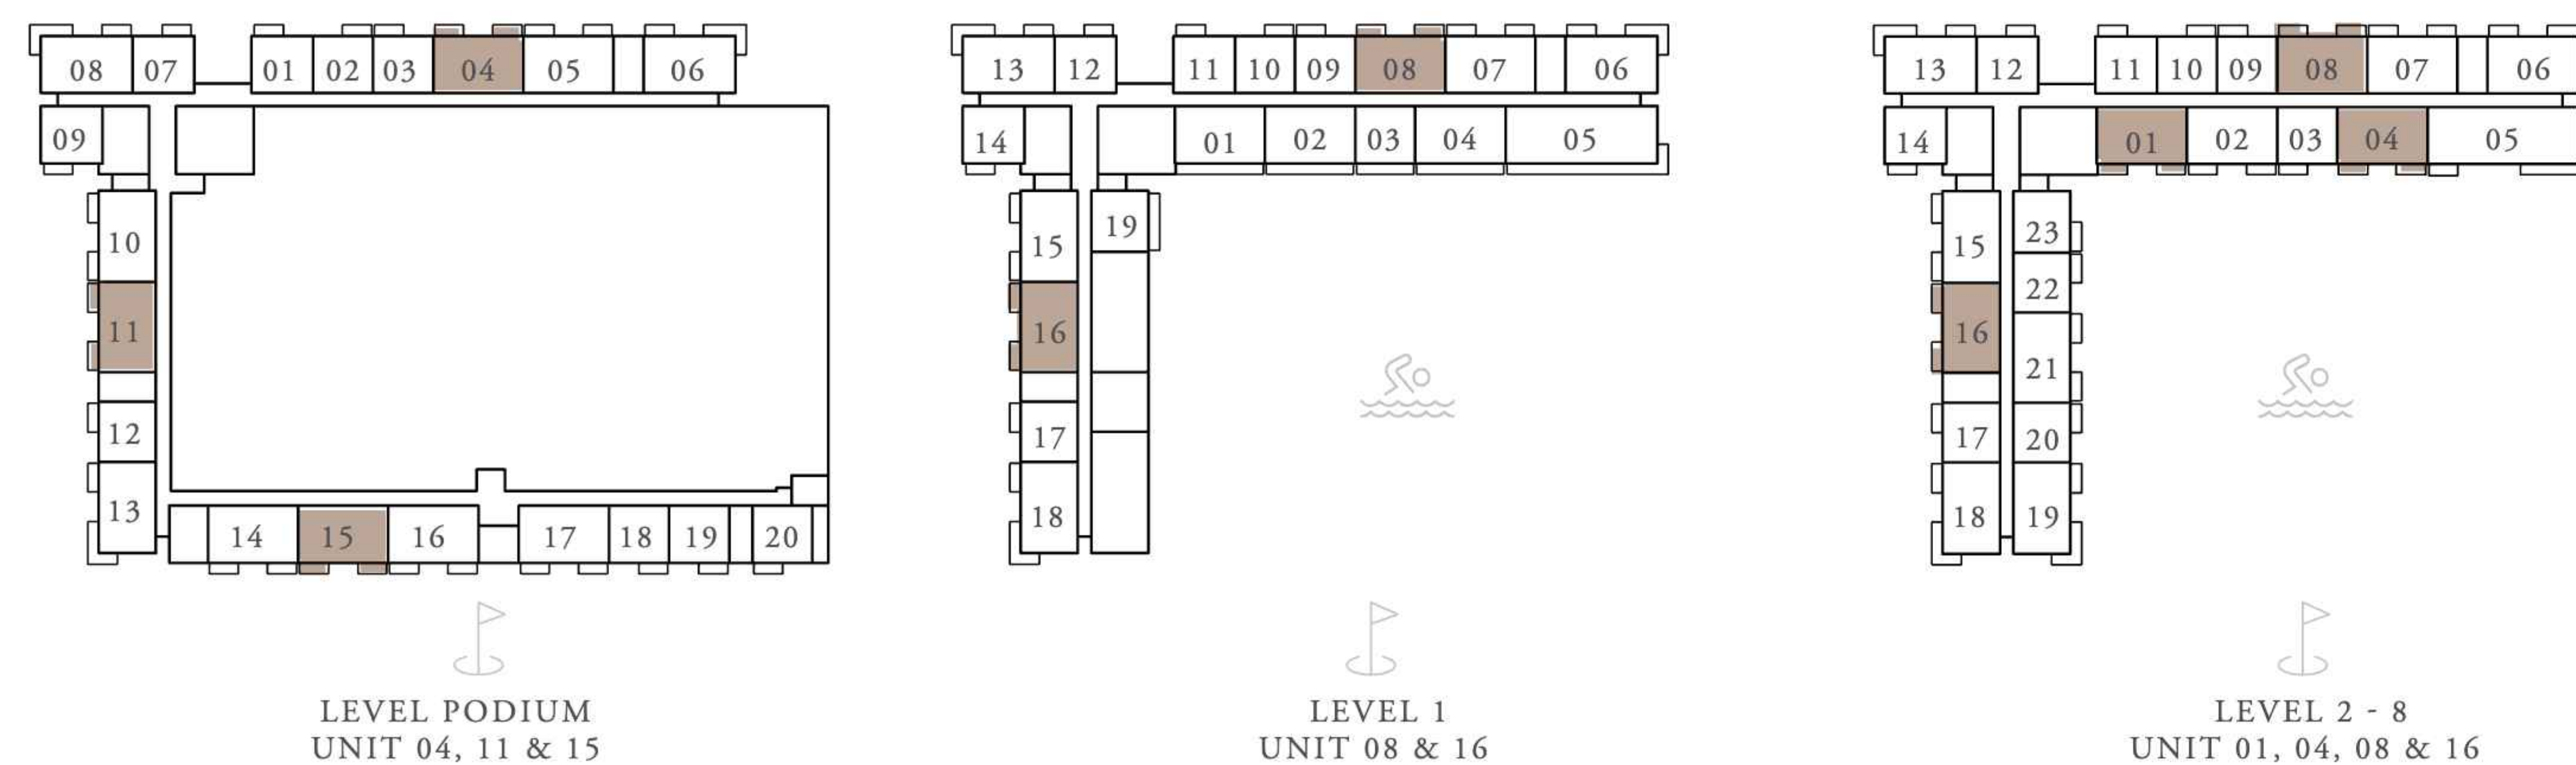 08 07 01 02 03 04 05 06
09
10
11
12
13
14 15 16 17 18 19 20
LEVEL PODIUM
UNIT 04, 11 & 15
13 12 11 10 09 08 07 06
14 01 02 03 04 05
19
15
16
17
18
LEVEL 1
UNIT 08 & 16
13 12 11 10 09 08 07 06
14 01 02 03 04 05
15 23
22
16 21
17 20
18 19
LEVEL 2 - 8
UNIT 01, 04, 08 & 16